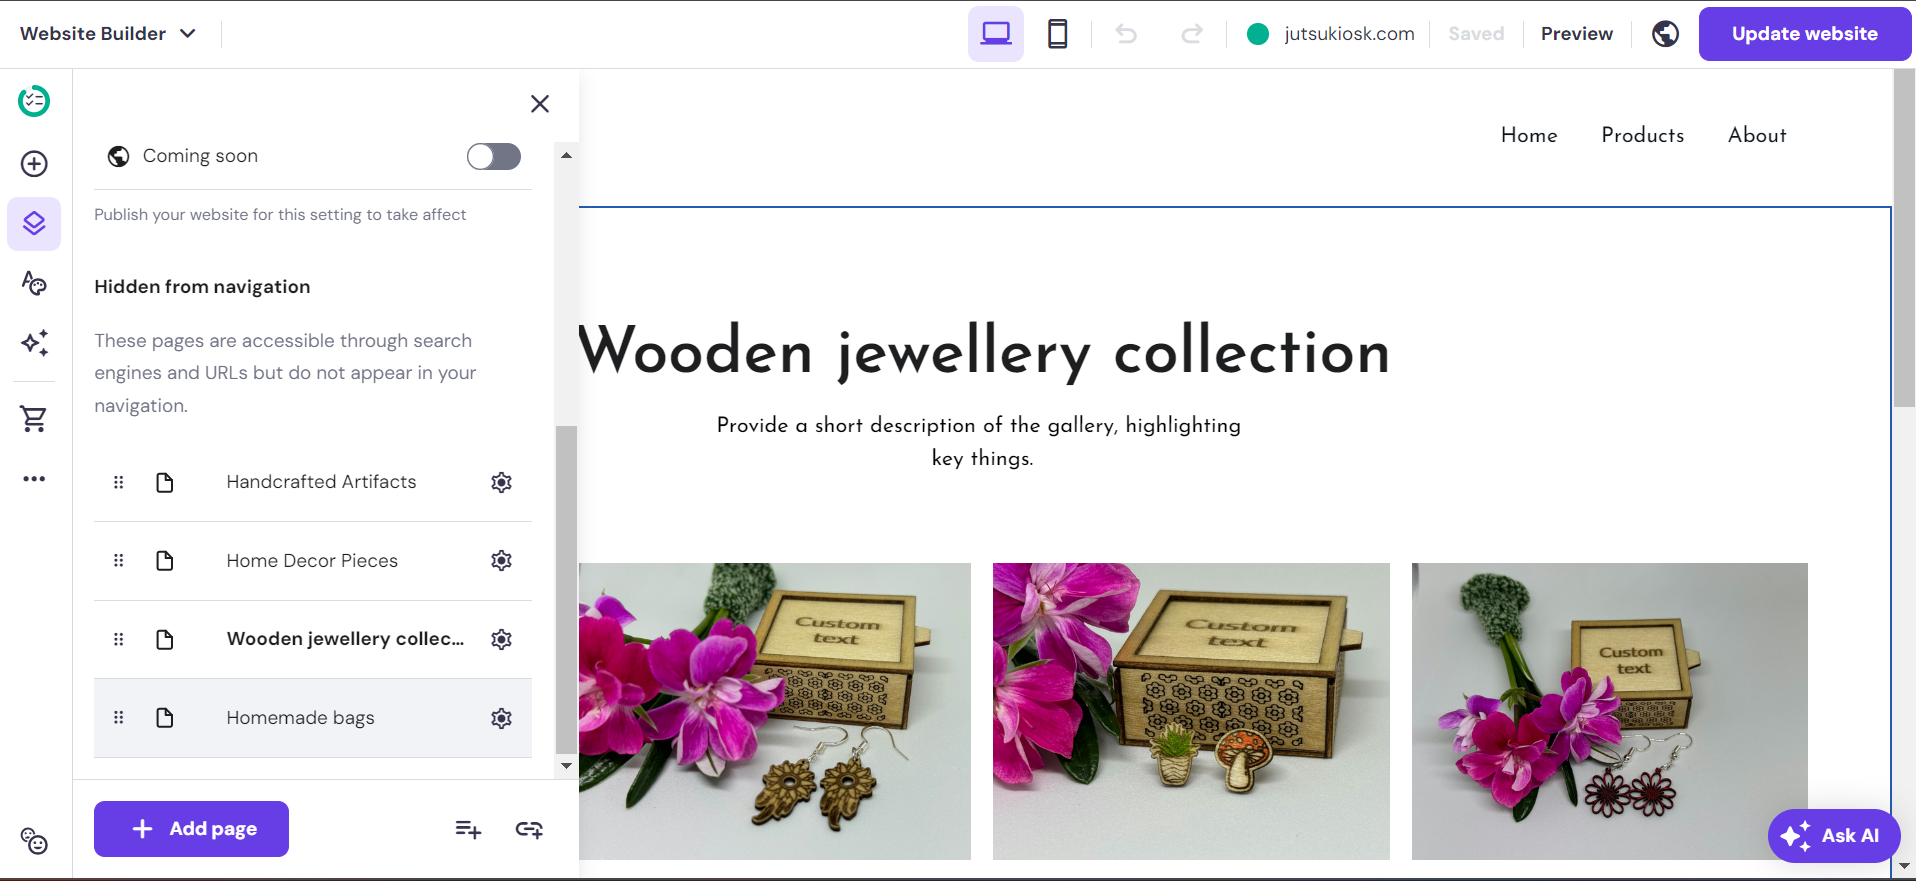 Website Builder
jutsukiosk.com
Saved
Preview
Update website
Coming soon
Publish your website for this setting to take affect
Hidden from navigation
These pages are accessible through search
engines and URLs but do not appear in your
navigation.
Handcrafted Artifacts
Home Decor Pieces
Wooden jewellery collec...
Homemade bags
Add page
Home
Products
About
Wooden jewellery collection
Provide a short description of the gallery, highlighting
key things.
Custom
text
Custom
text
Custom
text
Ask AI